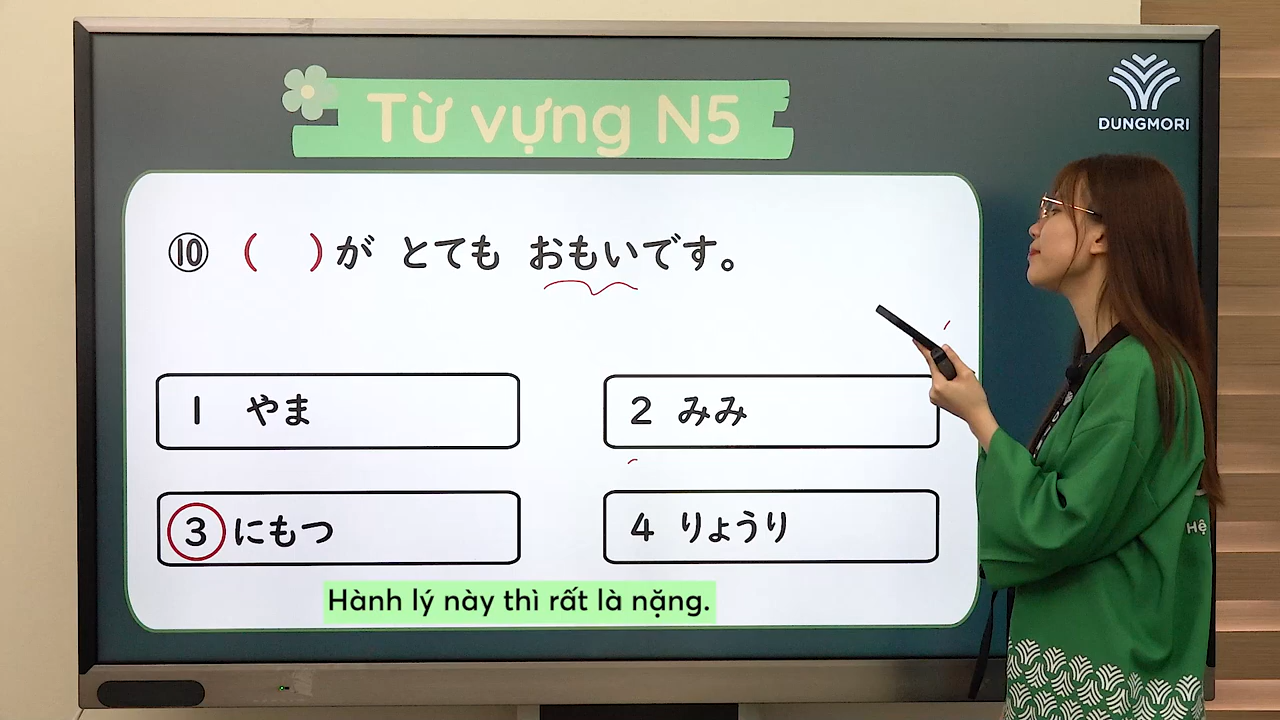 Từ vựng N5
DUNGMORI
⑩ ( )が とても おもいです。
1 やま
2 みみ
3 にもつ
4 りょうり
Hành lý này thì rất là nặng.
Hệ